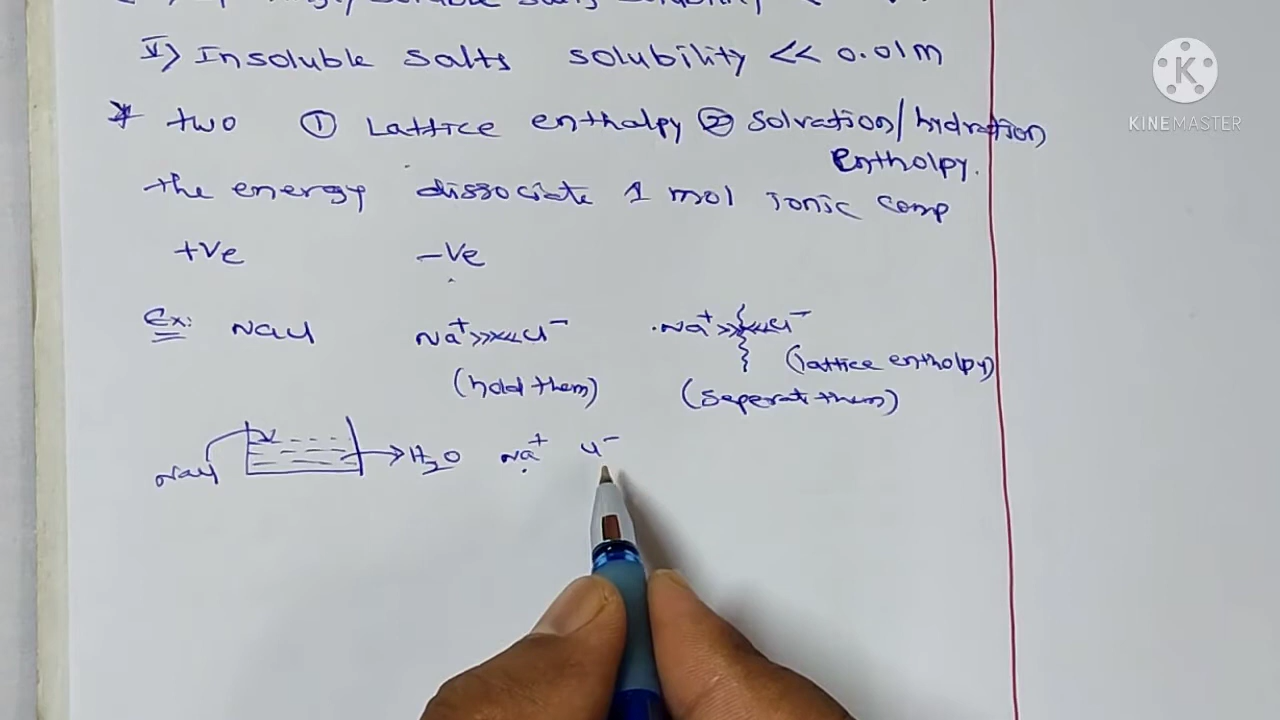 V) Insoluble salts solubility << 0.01M
* two ① Lattice enthalpy ② Solvation/hydration
enthalpy.
the energy dissociate 1 mol ionic comp
+Ve -Ve
Ex: NaCl Na⁺>>><<<Cl⁻ Na⁺>><<<Cl⁻
(lattice enthalpy)
(hold them) (seperate them)
NaCl → H₂O Na⁺ Cl⁻
K
KINEMASTER